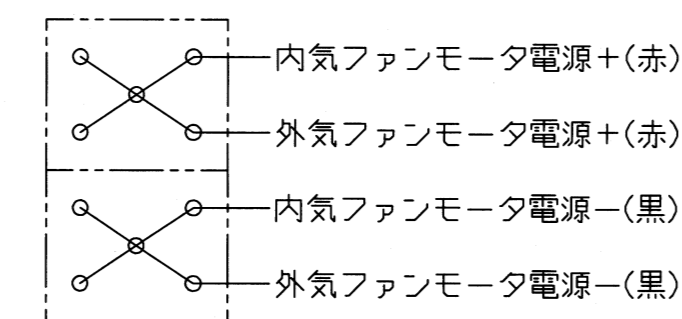 内気ファンモータ電源＋(赤)
外気ファンモータ電源＋(赤)
内気ファンモータ電源－(黒)
外気ファンモータ電源－(黒)